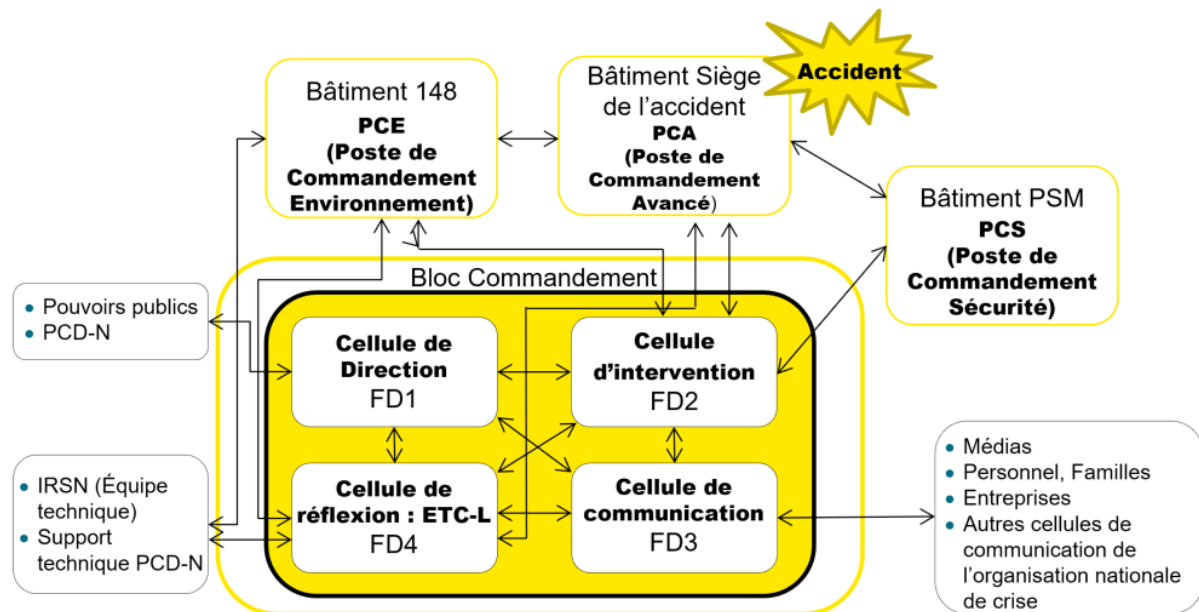 Accident
Bâtiment 148
PCE
(Poste de
Commandement
Environnement)
Bâtiment Siège
de l'accident
PCA
(Poste de
Commandement
Avancé)
Bâtiment PSM
PCS
(Poste de
Commandement
Sécurité)
Bloc Commandement
• Pouvoirs publics
• PCD-N
Cellule de
Direction
FD1
Cellule
d'intervention
FD2
• IRSN (Équipe
technique)
• Support
technique PCD-N
Cellule de
réflexion : ETC-L
FD4
Cellule de
communication
FD3
• Médias
• Personnel, Familles
• Entreprises
• Autres cellules de
communication de
l'organisation nationale
de crise